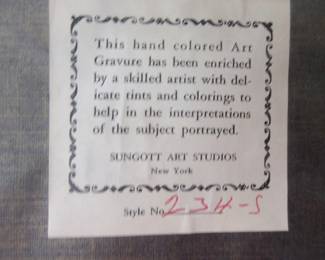 This hand colored Art
Gravure has been enriched
by a skilled artist with del-
icate tints and colorings to
help in the interpretations
of the subject portrayed.
SUNGOTT ART STUDIOS
New York
Style No. 234-S